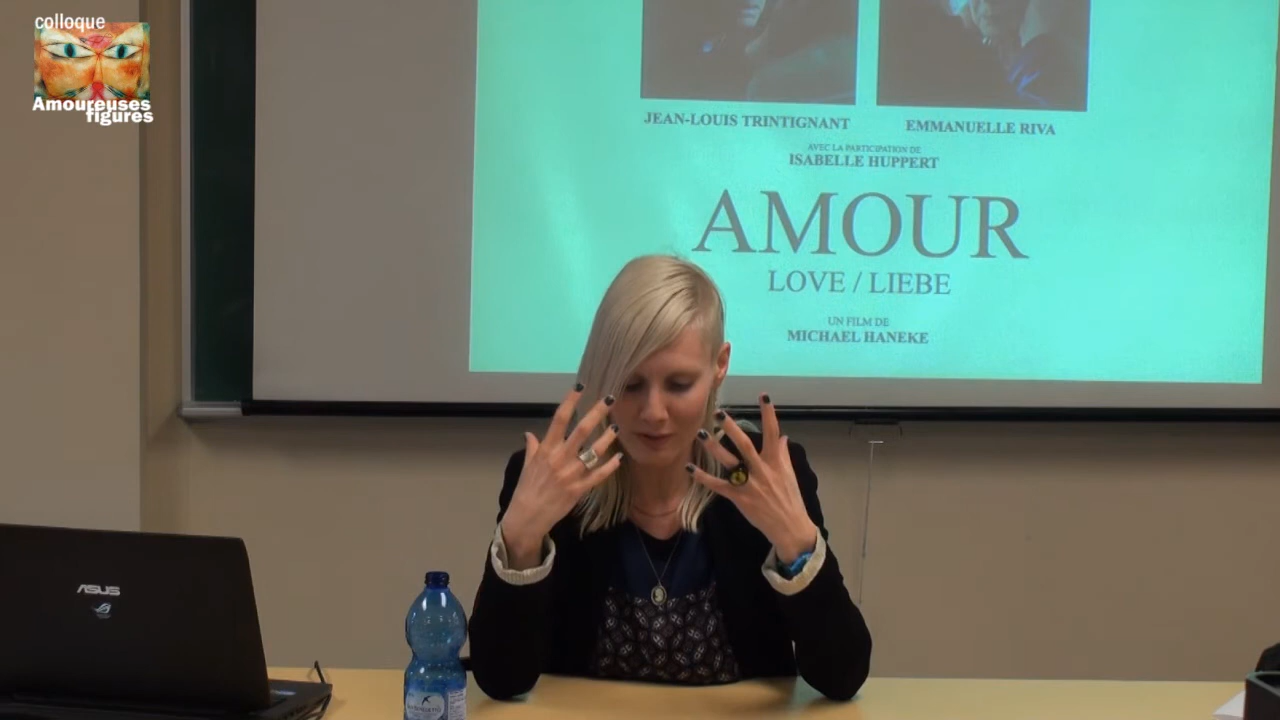 colloque
Amoureuses
figures
JEAN-LOUIS TRINTIGNANT
EMMANUELLE RIVA
AVEC LA PARTICIPATION DE
ISABELLE HUPPERT
AMOUR
LOVE / LIEBE
UN FILM DE
MICHAEL HANEKE
ASUS